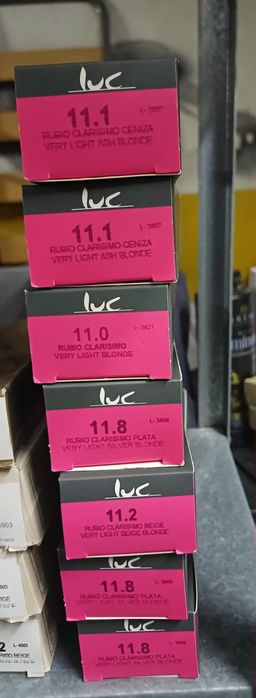 luc
11.1 L-3807
RUBIO CLARISIMO CENIZA
VERY LIGHT ASH BLONDE
luc
11.1 L-3807
RUBIO CLARISIMO CENIZA
VERY LIGHT ASH BLONDE
luc
11.0 L-3621
RUBIO CLARISIMO
VERY LIGHT BLONDE
luc
11.8 L-3806
RUBIO CLARISIMO PLATA
VERY LIGHT SILVER BLONDE
luc
11.2
RUBIO CLARISIMO BEIGE
VERY LIGHT BEIGE BLONDE
luc
11.8
RUBIO CLARISIMO PLATA
VERY LIGHT SILVER BLONDE
luc
11.8
RUBIO CLARISIMO PLATA
VERY LIGHT SILVER BLONDE
2 L-4503
BEIGE